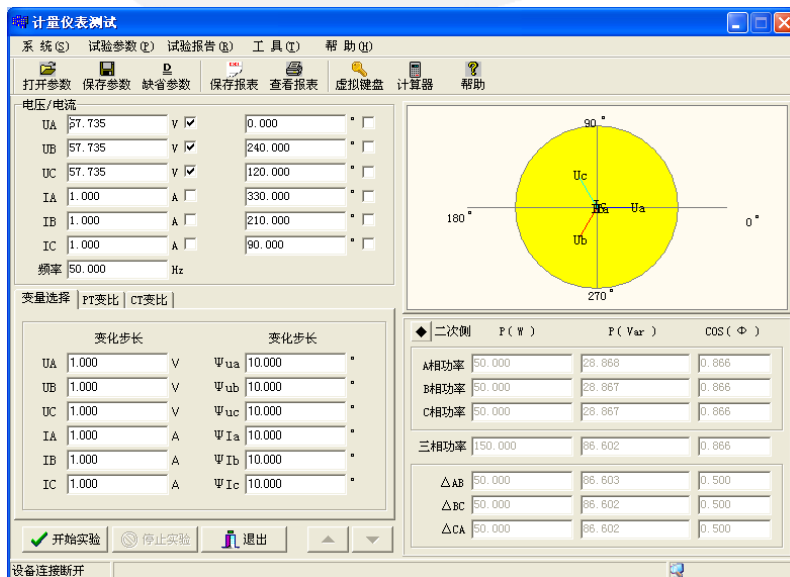 计量仪表测试
系 统(S) 试验参数(P) 试验报告(R) 工 具(T) 帮 助(H)
打开参数 保存参数 缺省参数 保存报表 查看报表 虚拟键盘 计算器 帮助
电压/电流
UA 57.735 V 0.000 °
UB 57.735 V 240.000 °
UC 57.735 V 120.000 °
IA 1.000 A 330.000 °
IB 1.000 A 210.000 °
IC 1.000 A 90.000 °
频率 50.000 Hz
90°
Uc
180° Ua 0°
Ub
270°
变量选择 PT变比 CT变比
变化步长 变化步长
UA 1.000 V Ψua 10.000 °
UB 1.000 V Ψub 10.000 °
UC 1.000 V Ψuc 10.000 °
IA 1.000 A ΨIa 10.000 °
IB 1.000 A ΨIb 10.000 °
IC 1.000 A ΨIc 10.000 °
二次侧 P(W) P(Var) COS(Φ)
A相功率 50.000 28.868 0.866
B相功率 50.000 28.867 0.866
C相功率 50.000 28.867 0.866
三相功率 150.000 86.602 0.866
△AB 50.000 86.603 0.500
△BC 50.000 86.602 0.500
△CA 50.000 86.602 0.500
开始实验 停止实验 退出
设备连接断开